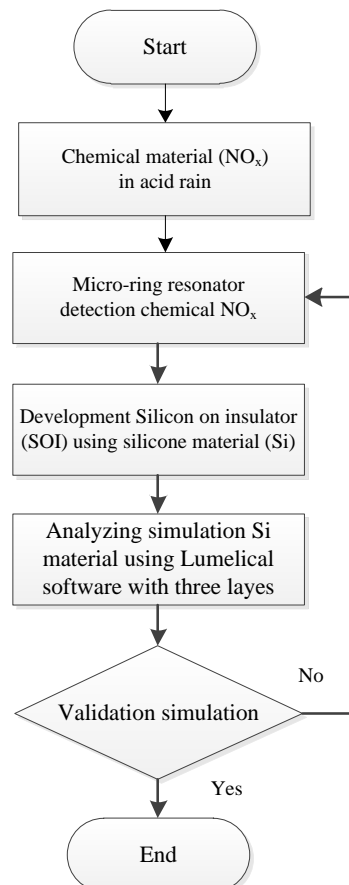 Start
Chemical material (NOₓ)
in acid rain
Micro-ring resonator
detection chemical NOₓ
Development Silicon on insulator
(SOI) using silicone material (Si)
Analyzing simulation Si
material using Lumelical
software with three layes
Validation simulation
No
Yes
End